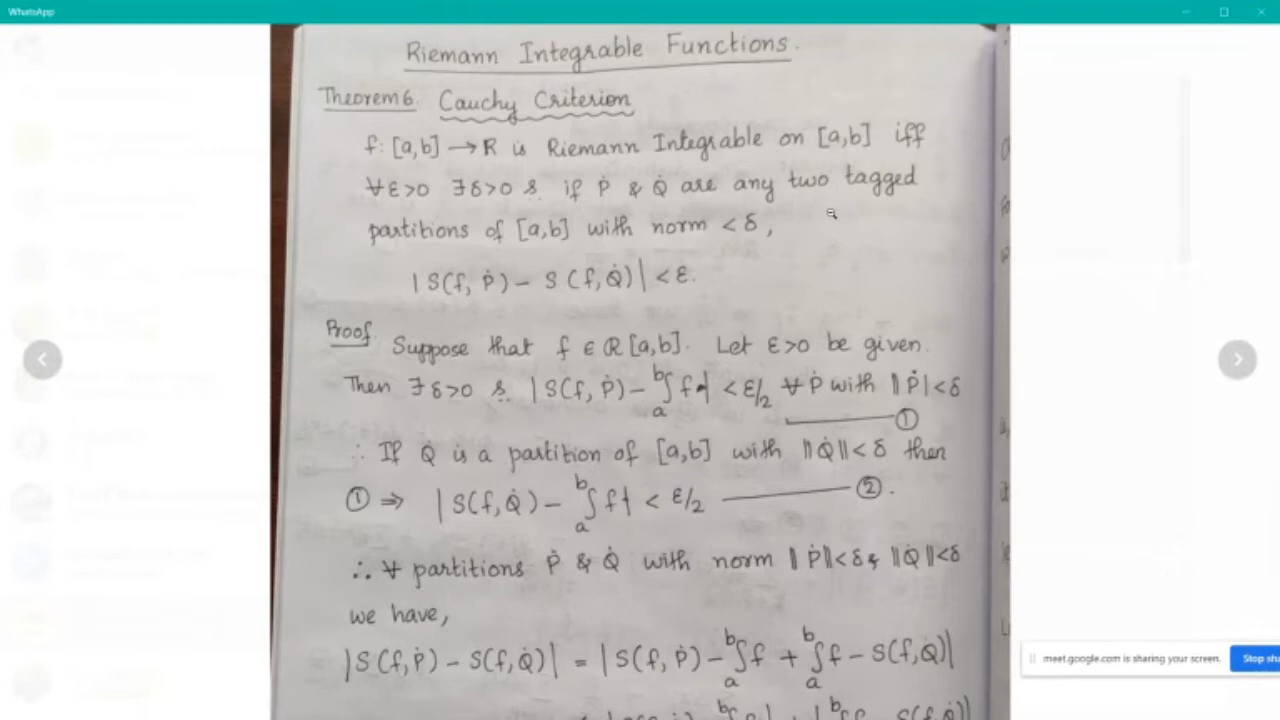 WhatsApp
Riemann Integrable Functions.
Theorem 6. Cauchy Criterion
f: [a,b] → R is Riemann Integrable on [a,b] iff
∀ ε>0 ∃ δ>0 s. if Ṗ & Q̇ are any two tagged
partitions of [a,b] with norm < δ,
| S(f, Ṗ) – S (f, Q̇) | < ε.
Proof Suppose that f ∈ R [a,b]. Let ε>0 be given.
Then ∃ δ>0 s. | S(f, Ṗ) – ∫ₐᵇ f | < ε/2 ∀ Ṗ with || Ṗ | < δ
①
∴ If Q̇ is a partition of [a,b] with ||Q̇|| < δ then
① ⇒ | S(f, Q̇) – ∫ₐᵇ f | < ε/2 ②.
∴ ∀ partitions Ṗ & Q̇ with norm || Ṗ || < δ & ||Q̇ || < δ
we have,
|S(f, Ṗ) – S(f, Q̇)| = | S(f, Ṗ) – ∫ₐᵇ f + ∫ₐᵇ f – S(f, Q̇)|
meet.google.com is sharing your screen.
Stop sha